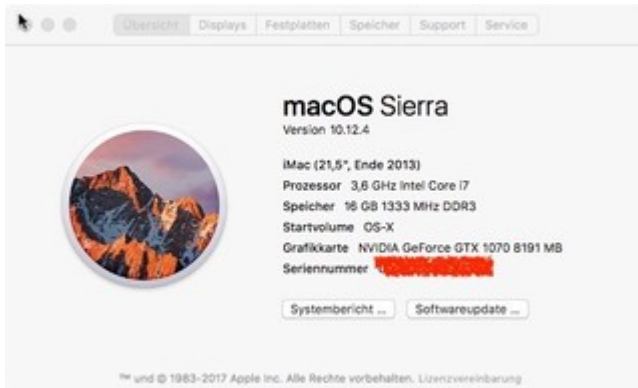 Übersicht Displays Festplatten Speicher Support Service
macOS Sierra
Version 10.12.4
iMac (21,5", Ende 2013)
Prozessor 3,6 GHz Intel Core i7
Speicher 16 GB 1333 MHz DDR3
Startvolume OS-X
Grafikkarte NVIDIA GeForce GTX 1070 8191 MB
Seriennummer
Systembericht ... Softwareupdate ...
™ und © 1983-2017 Apple Inc. Alle Rechte vorbehalten. Lizenzvereinbarung